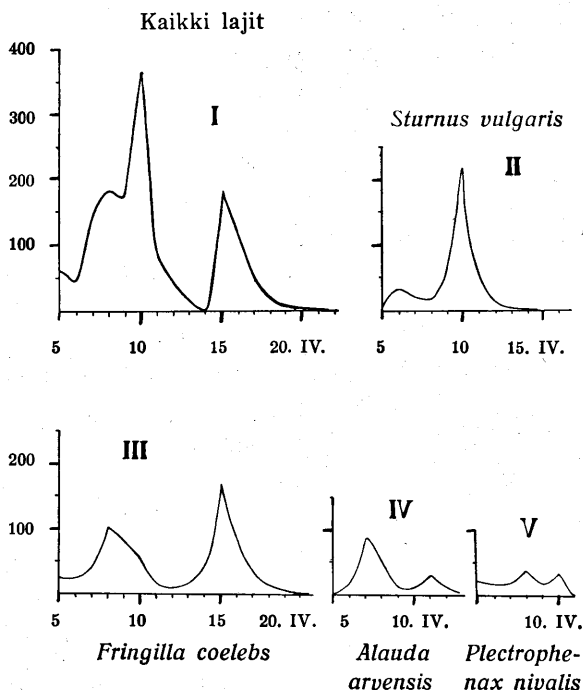 Kaikki lajit
400
300
200
100
I
5 10 15 20. IV.
Sturnus vulgaris
II
5 10 15. IV.
200
100
III
5 10 15 20. IV.
Fringilla coelebs
IV
5 10. IV.
Alauda
arvensis
V
10. IV.
Plectrophe-
nax nivalis